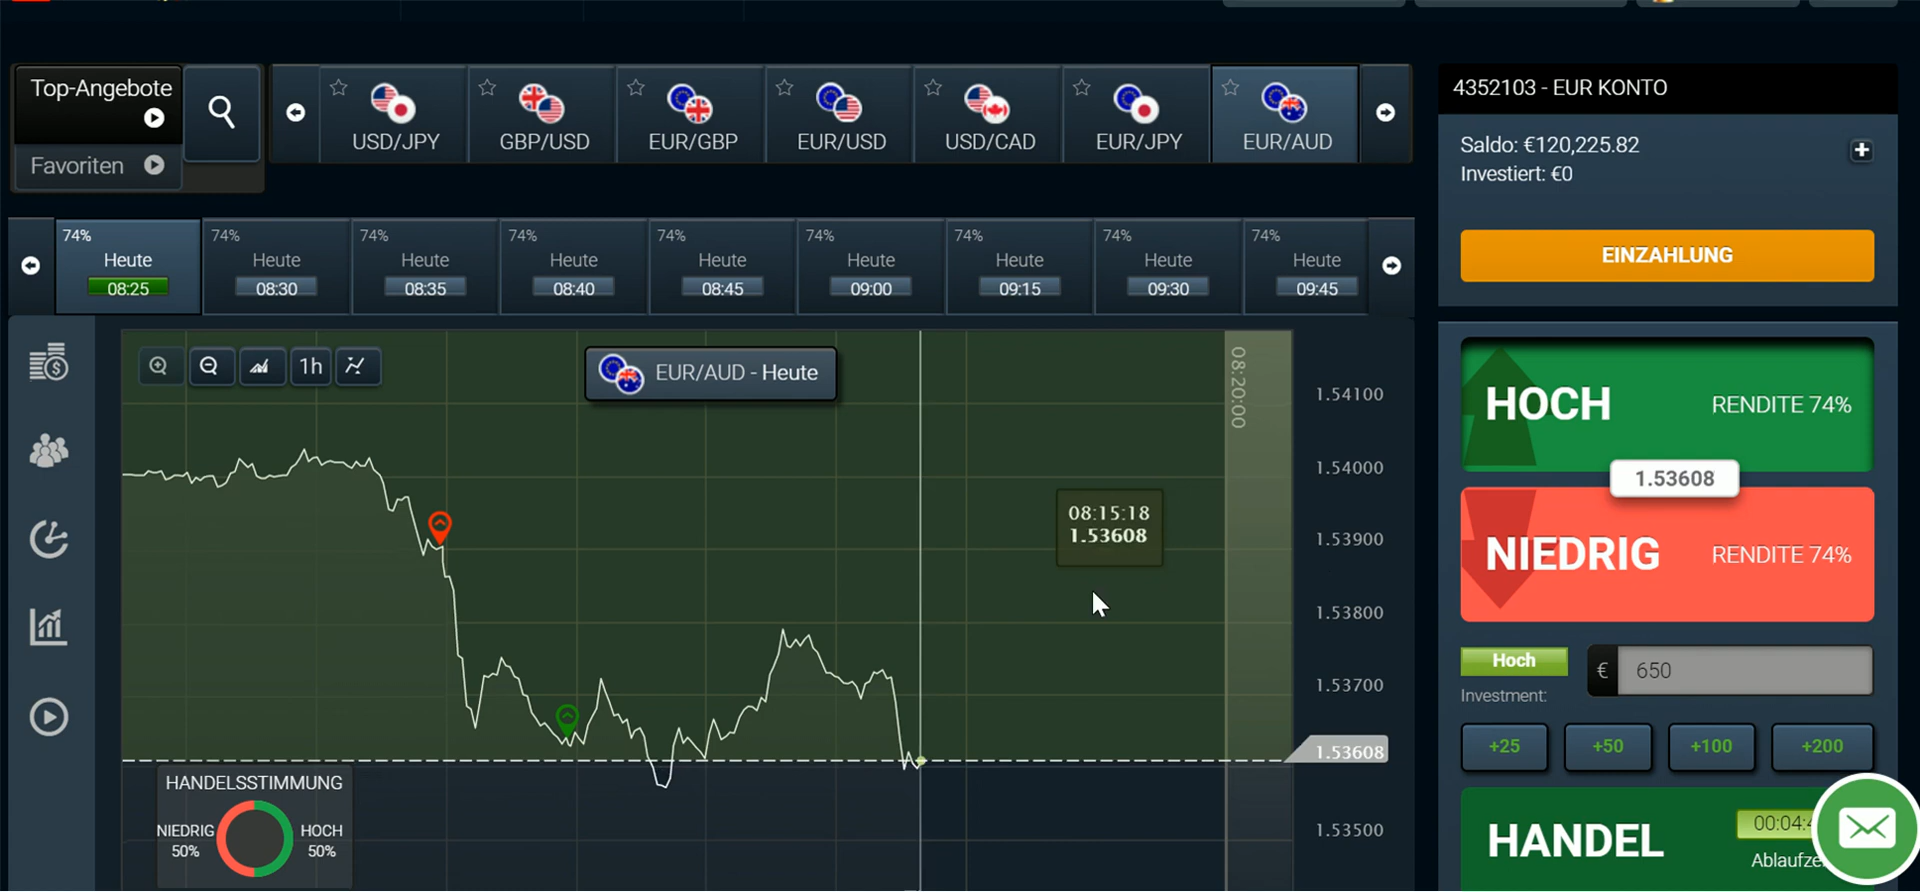 Top-Angebote
Favoriten
USD/JPY
GBP/USD
EUR/GBP
EUR/USD
USD/CAD
EUR/JPY
EUR/AUD
74%
Heute
08:25
74%
Heute
08:30
74%
Heute
08:35
74%
Heute
08:40
74%
Heute
08:45
74%
Heute
09:00
74%
Heute
09:15
74%
Heute
09:30
74%
Heute
09:45
1h
EUR/AUD - Heute
08:20:00
08:15:18
1.53608
1.54100
1.54000
1.53900
1.53800
1.53700
1.53608
1.53500
HANDELSSTIMMUNG
NIEDRIG
50%
HOCH
50%
4352103 - EUR KONTO
Saldo: €120,225.82
Investiert: €0
EINZAHLUNG
HOCH RENDITE 74%
1.53608
NIEDRIG RENDITE 74%
Hoch
Investment:
€ 650
+25
+50
+100
+200
HANDEL
00:04: